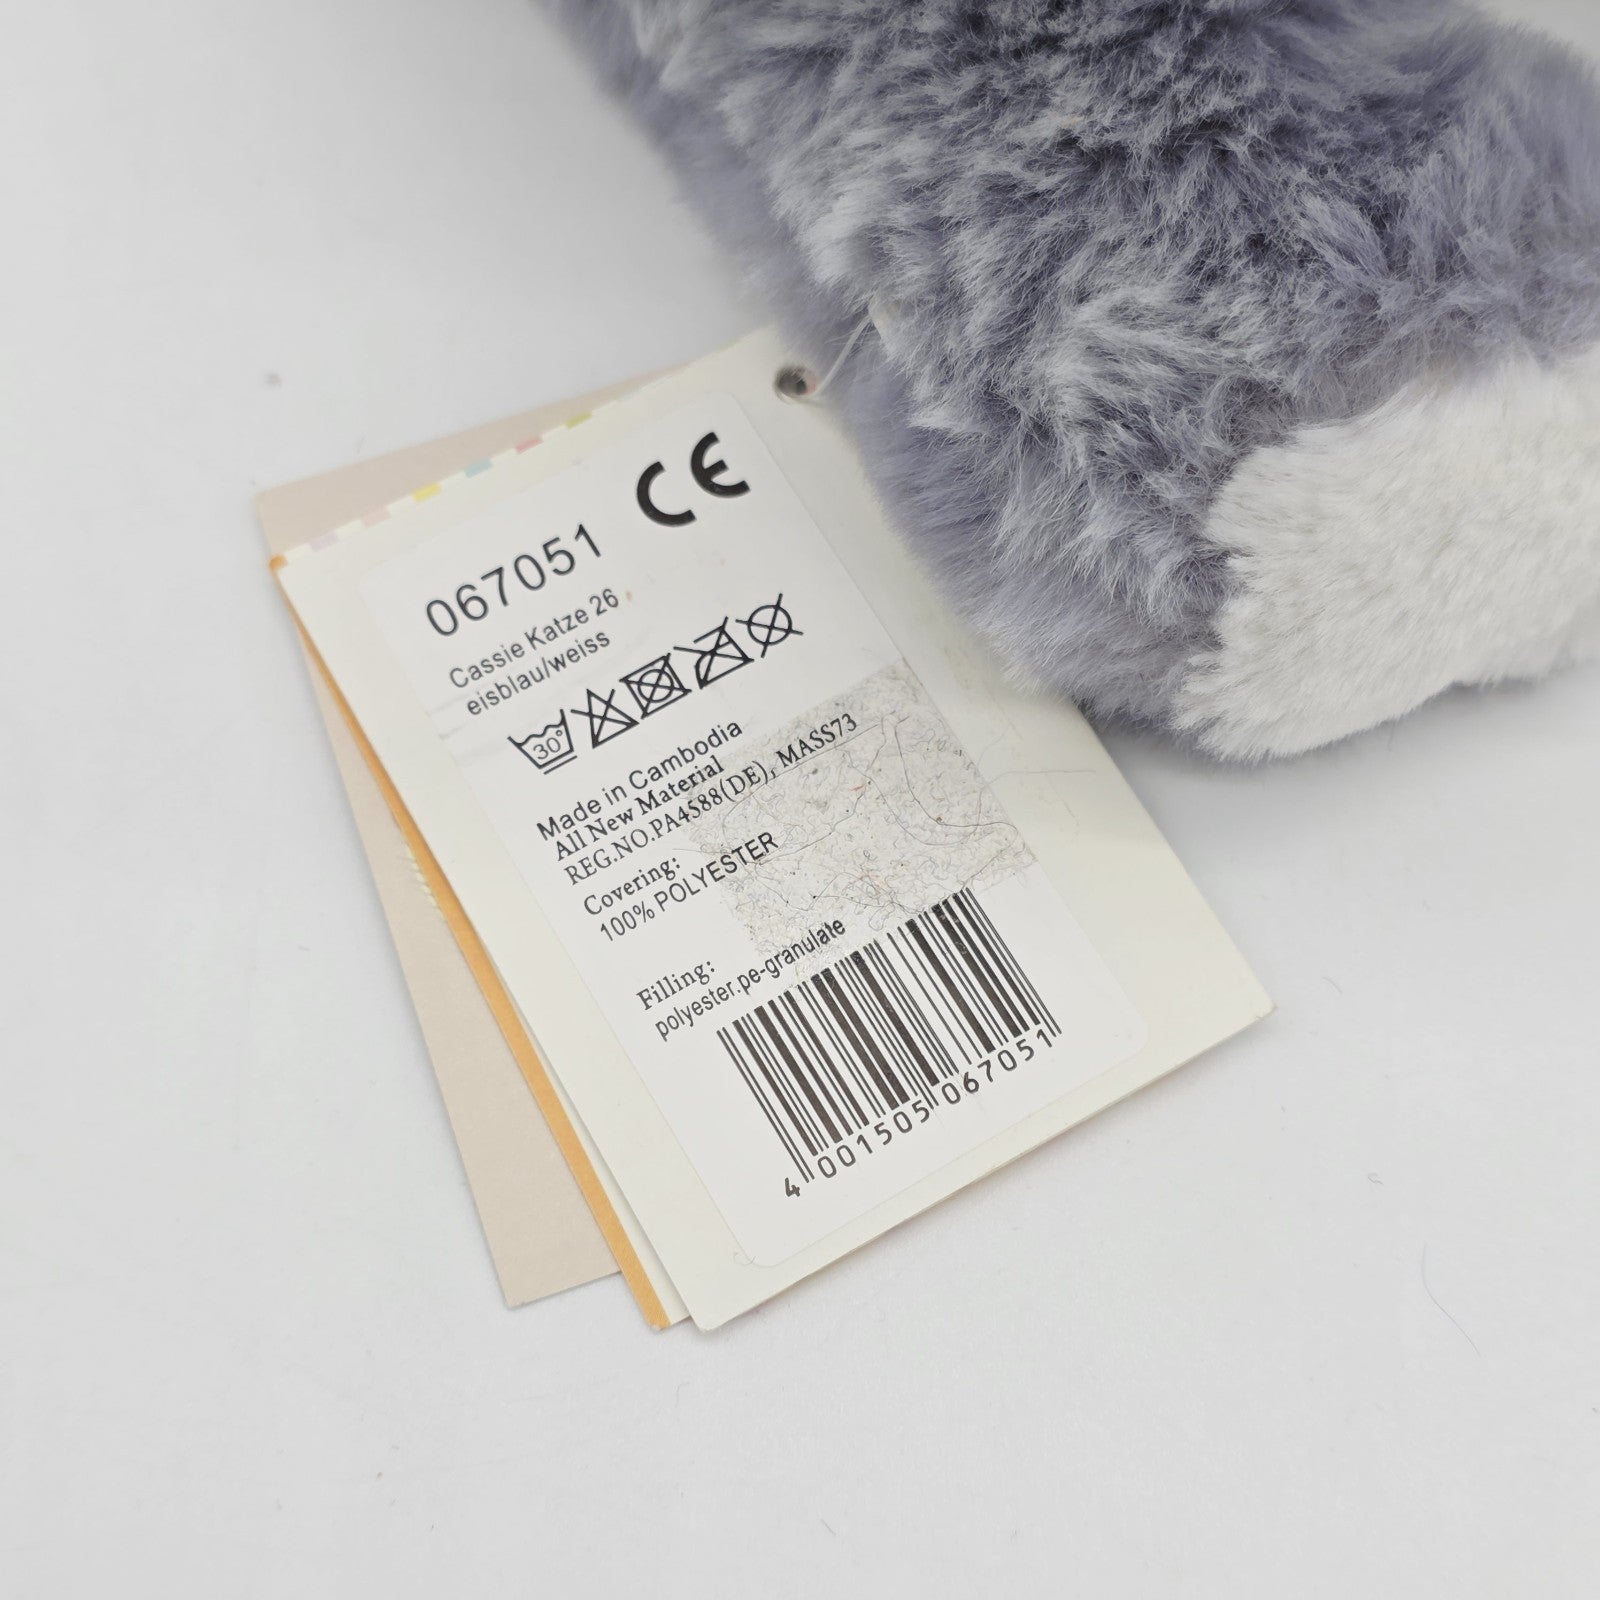 CE
067051
Cassie Katze 26
eisblau/weiss
30°
Made in Cambodia
All New Material
REG.NO.PA4588(DE), MASS73
Covering:
100% POLYESTER
Filling:
polyester.pe-granulate
4 001505 067051